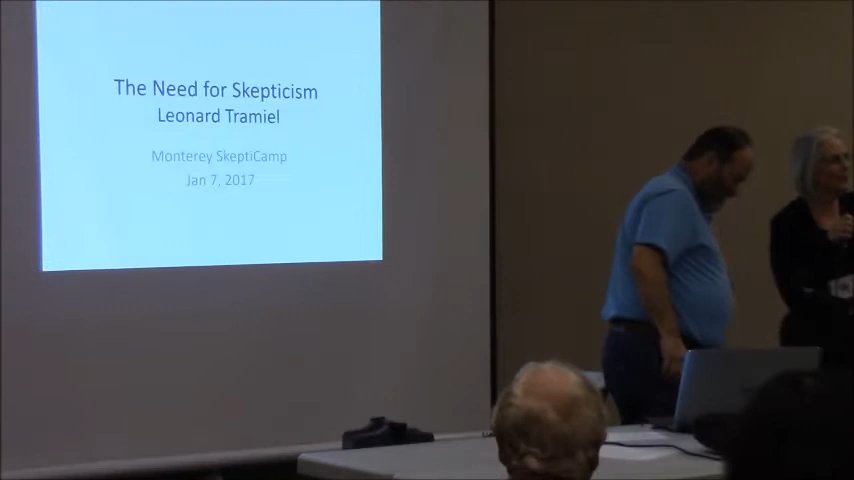 The Need for Skepticism
Leonard Tramiel
Monterey SkeptiCamp
Jan 7, 2017